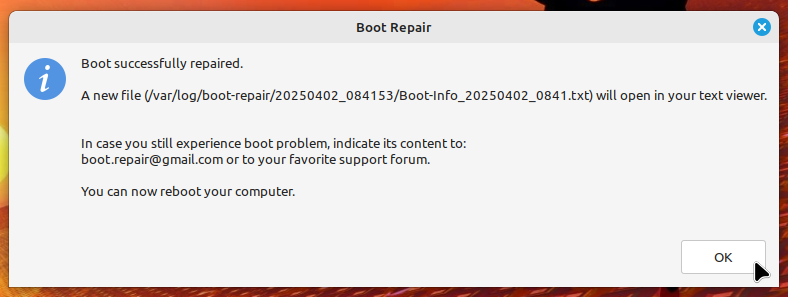 Boot Repair
Boot successfully repaired.
A new file (/var/log/boot-repair/20250402_084153/Boot-Info_20250402_0841.txt) will open in your text viewer.
In case you still experience boot problem, indicate its content to:
boot.repair@gmail.com or to your favorite support forum.
You can now reboot your computer.
OK